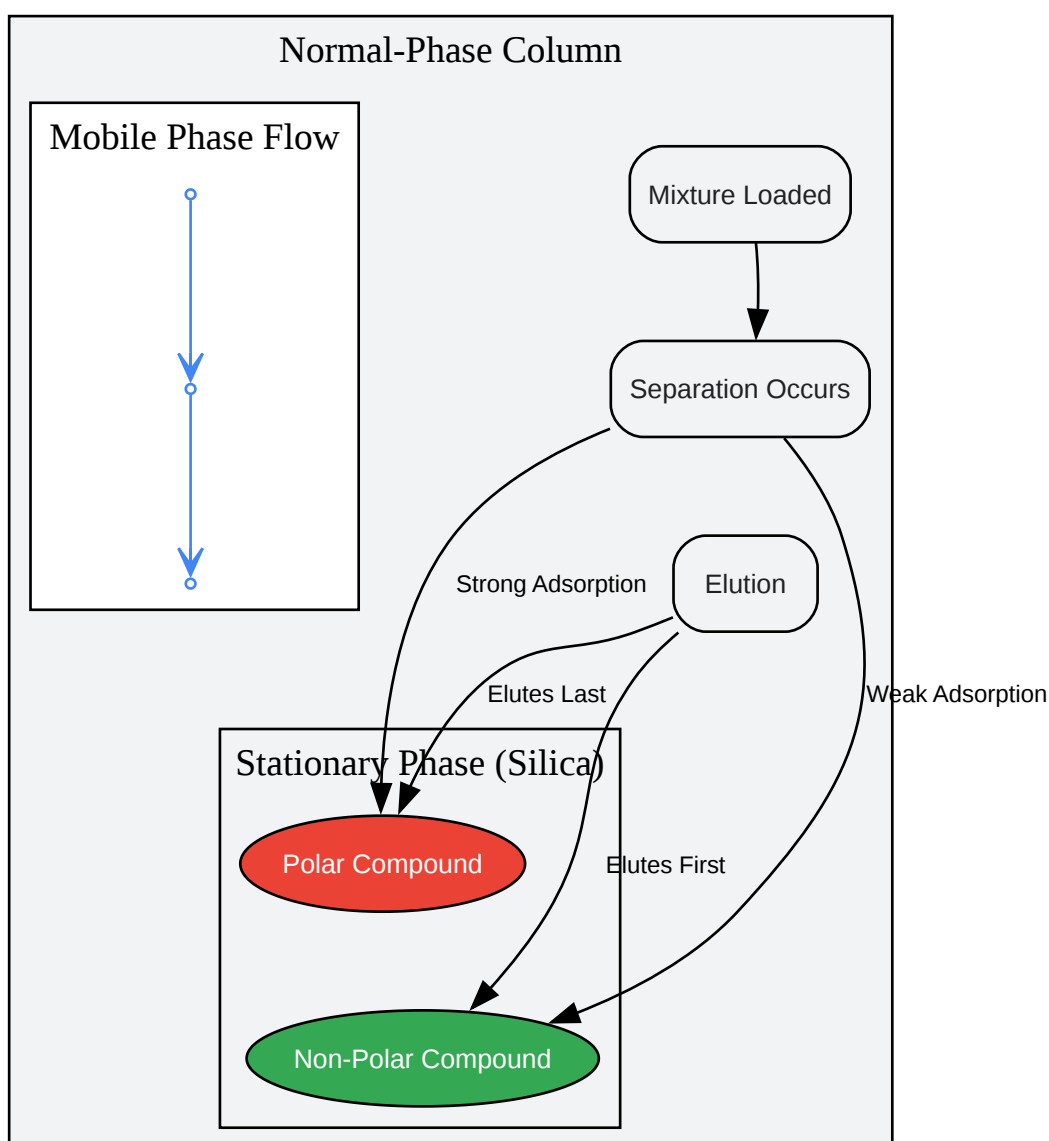 Normal-Phase Column
Mobile Phase Flow
Mixture Loaded
Separation Occurs
Strong Adsorption
Elution
Elutes Last
Weak Adsorption
Stationary Phase (Silica)
Polar Compound
Elutes First
Non-Polar Compound